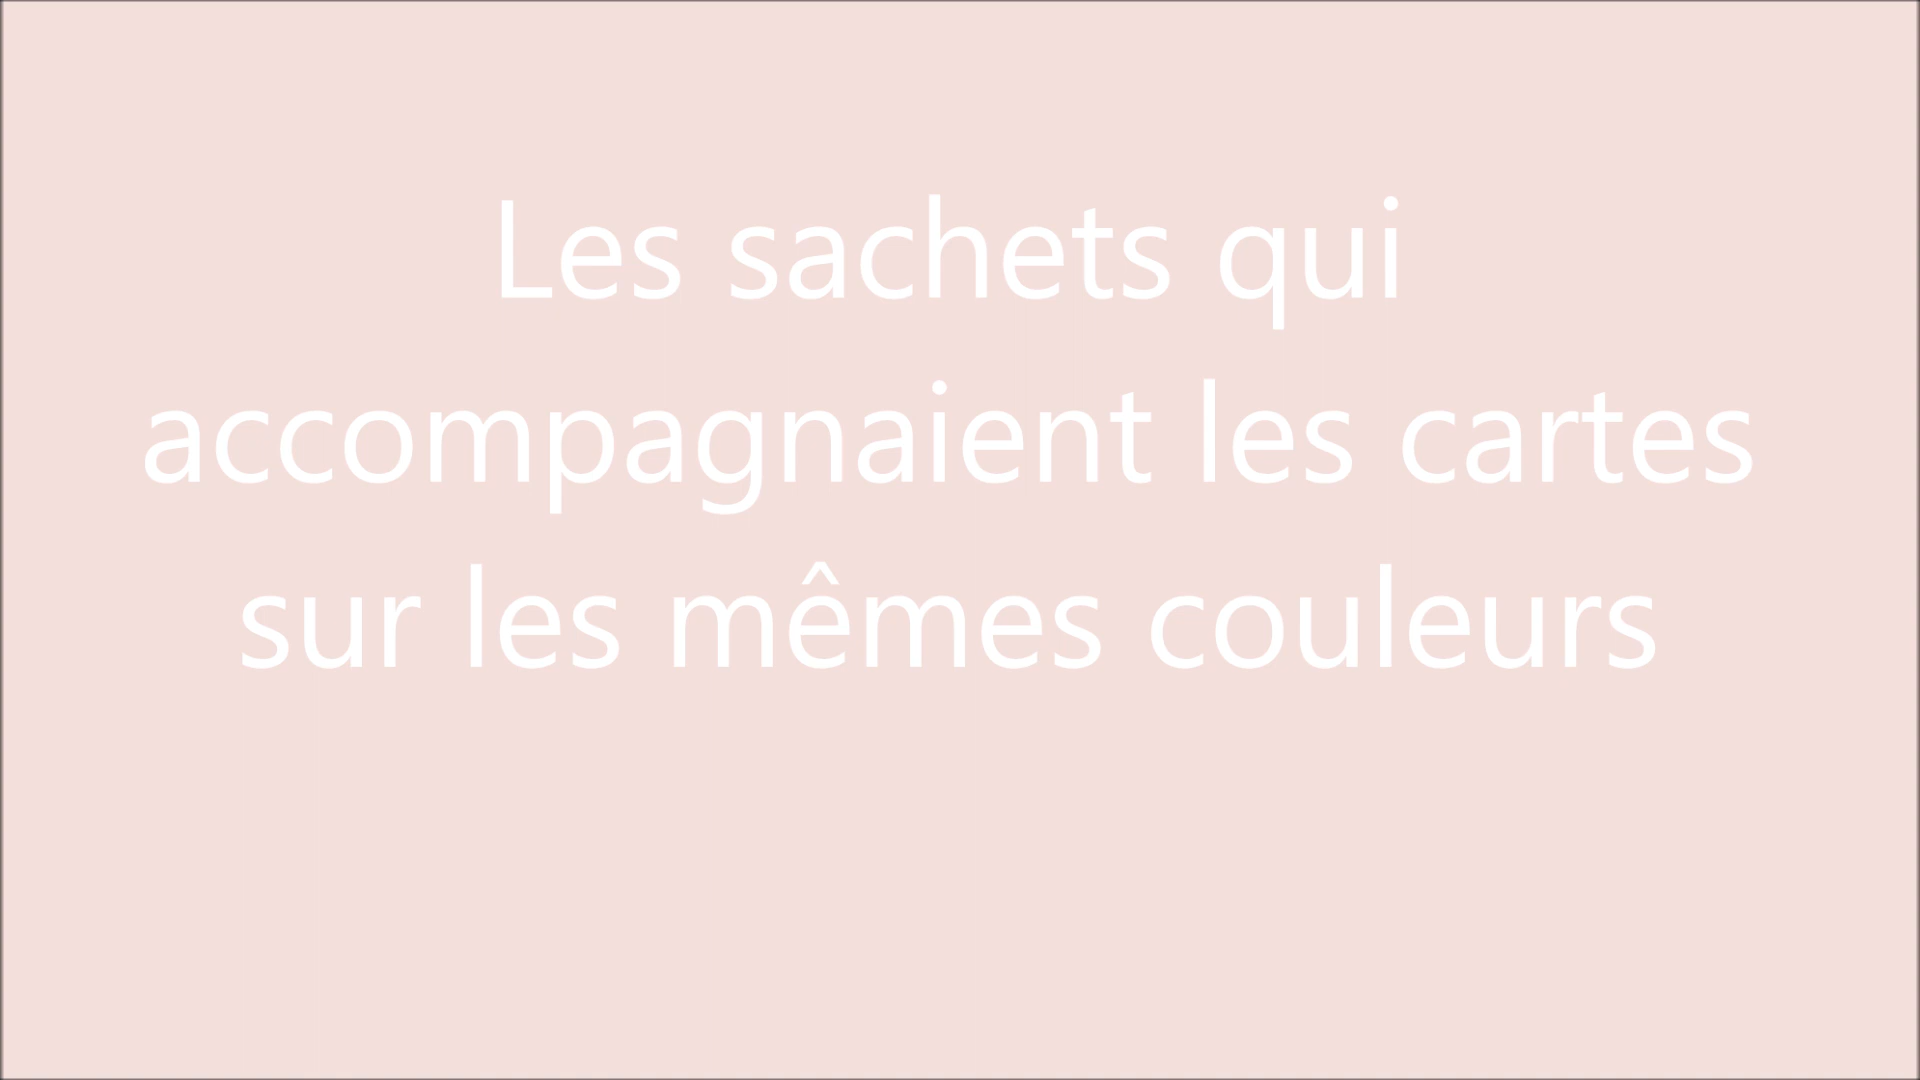 Les sachets qui
accompagnaient les cartes
sur les mêmes couleurs